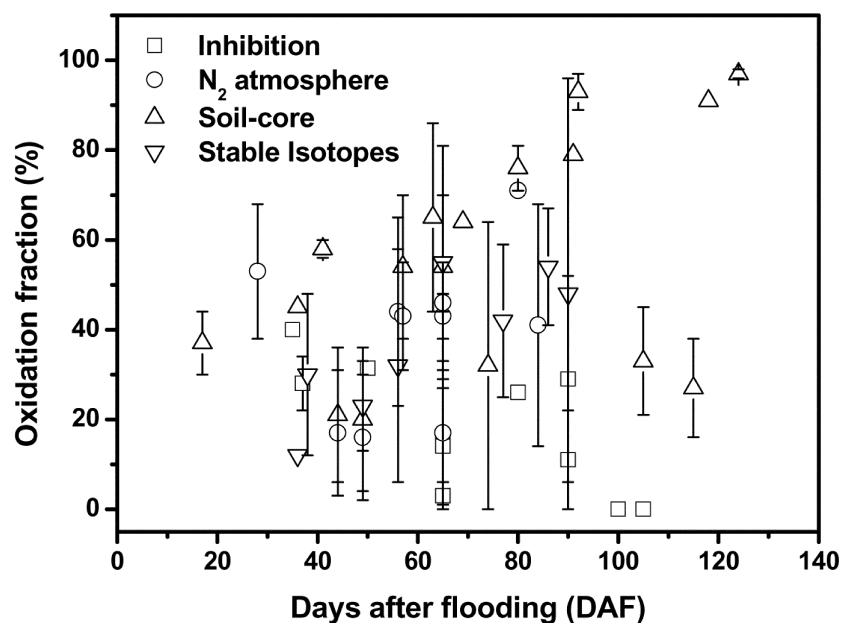 Inhibition
N₂ atmosphere
Soil-core
Stable Isotopes
Oxidation fraction (%)
100
80
60
40
20
0
0 20 40 60 80 100 120 140
Days after flooding (DAF)